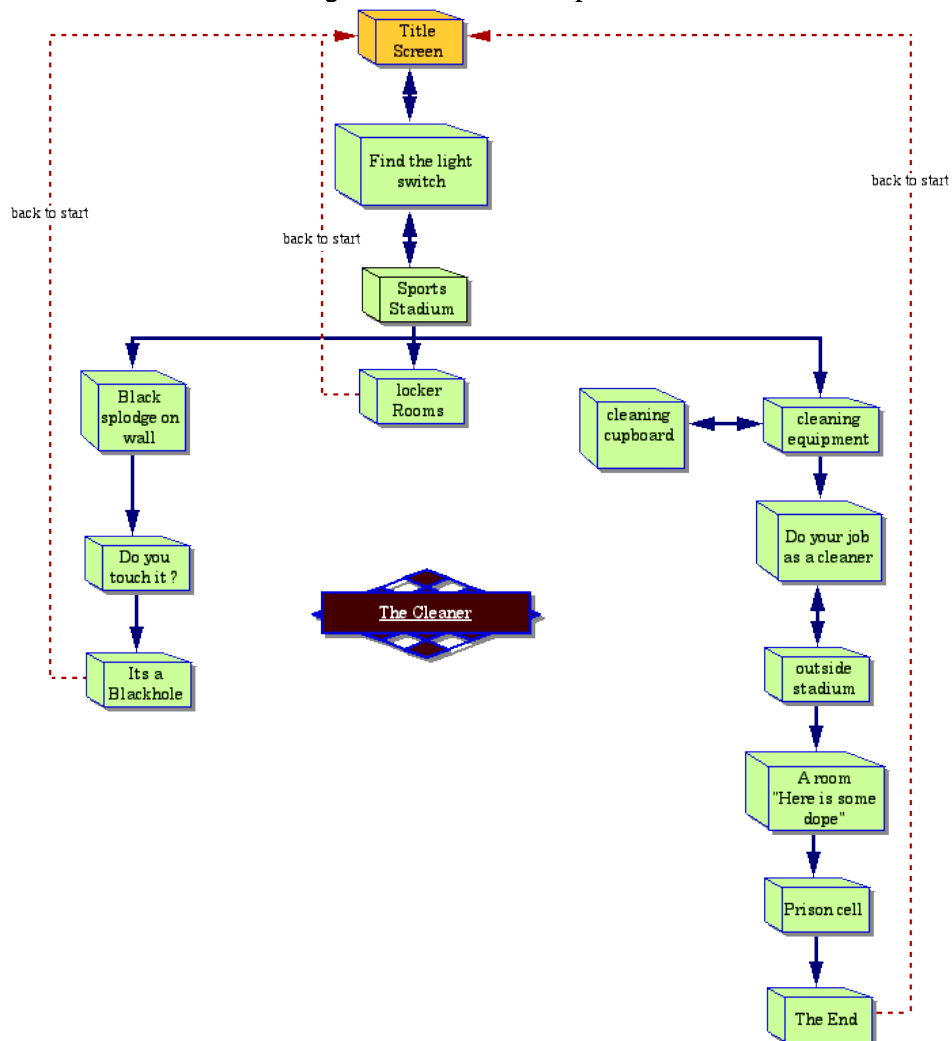 Title
Screen
Find the light
switch
back to start
back to start
back to start
Sports
Stadium
Black
splodge on
wall
locker
Rooms
cleaning
cupboard
cleaning
equipment
Do you
touch it ?
Do your job
as a cleaner
The Cleaner
Its a
Blackhole
outside
stadium
A room
"Here is some
dope"
Prison cell
The End